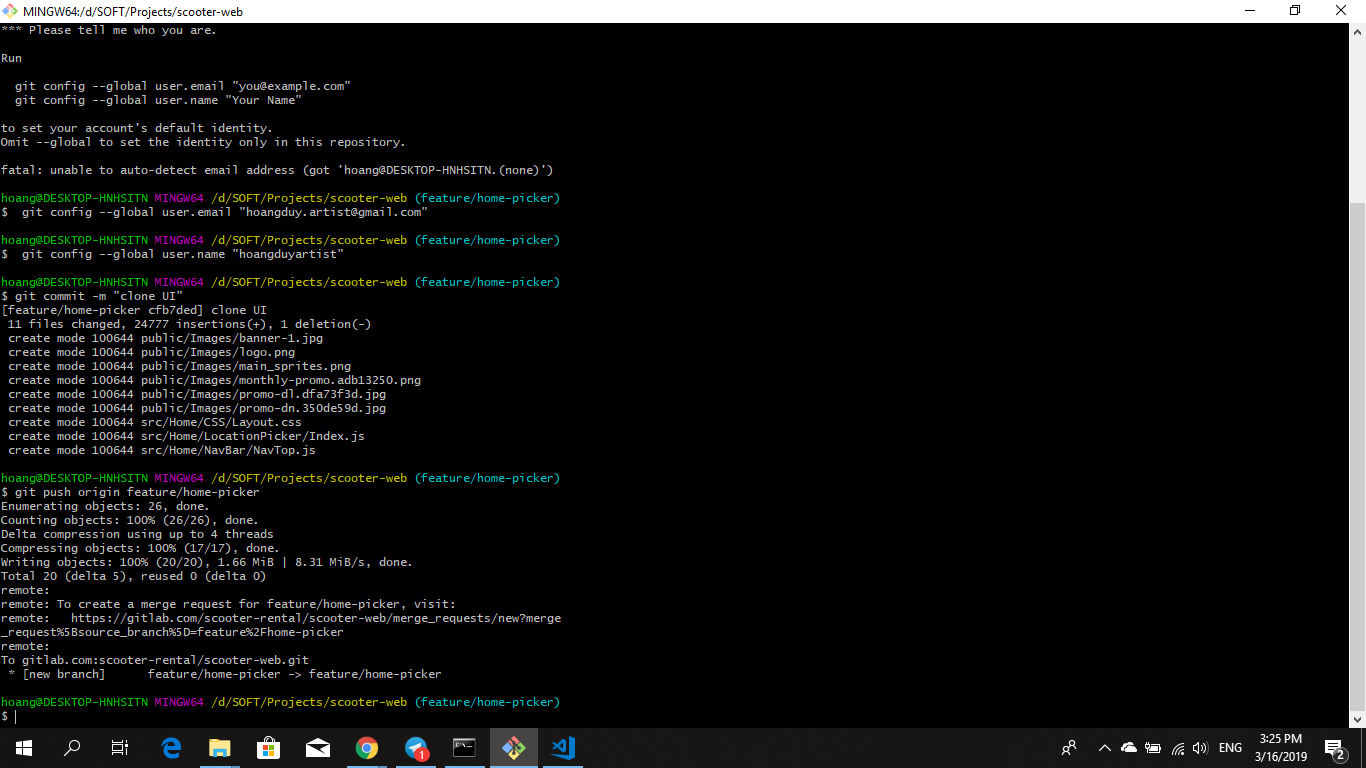 MINGW64:/d/SOFT/Projects/scooter-web
*** Please tell me who you are.
Run
git config --global user.email "you@example.com"
git config --global user.name "Your Name"
to set your account's default identity.
Omit --global to set the identity only in this repository.
fatal: unable to auto-detect email address (got 'hoang@DESKTOP-HNHSITN.(none)')
hoang@DESKTOP-HNHSITN MINGW64 /d/SOFT/Projects/scooter-web (feature/home-picker)
$  git config --global user.email "hoangduy.artist@gmail.com"
hoang@DESKTOP-HNHSITN MINGW64 /d/SOFT/Projects/scooter-web (feature/home-picker)
$  git config --global user.name "hoangduyartist"
hoang@DESKTOP-HNHSITN MINGW64 /d/SOFT/Projects/scooter-web (feature/home-picker)
$ git commit -m "clone UI"
[feature/home-picker cfb7ded] clone UI
11 files changed, 24777 insertions(+), 1 deletion(-)
create mode 100644 public/Images/banner-1.jpg
create mode 100644 public/Images/logo.png
create mode 100644 public/Images/main_sprites.png
create mode 100644 public/Images/monthly-promo.adb13250.png
create mode 100644 public/Images/promo-dl.dfa73f3d.jpg
create mode 100644 public/Images/promo-dn.350de59d.jpg
create mode 100644 src/Home/CSS/Layout.css
create mode 100644 src/Home/LocationPicker/Index.js
create mode 100644 src/Home/NavBar/NavTop.js
hoang@DESKTOP-HNHSITN MINGW64 /d/SOFT/Projects/scooter-web (feature/home-picker)
$ git push origin feature/home-picker
Enumerating objects: 26, done.
Counting objects: 100% (26/26), done.
Delta compression using up to 4 threads
Compressing objects: 100% (17/17), done.
Writing objects: 100% (20/20), 1.66 MiB | 8.31 MiB/s, done.
Total 20 (delta 5), reused 0 (delta 0)
remote:
remote: To create a merge request for feature/home-picker, visit:
remote:   https://gitlab.com/scooter-rental/scooter-web/merge_requests/new?merge
_request%5Bsource_branch%5D=feature%2Fhome-picker
remote:
To gitlab.com:scooter-rental/scooter-web.git
* [new branch]      feature/home-picker -> feature/home-picker
hoang@DESKTOP-HNHSITN MINGW64 /d/SOFT/Projects/scooter-web (feature/home-picker)
$
1
ENG
3:25 PM
3/16/2019
2